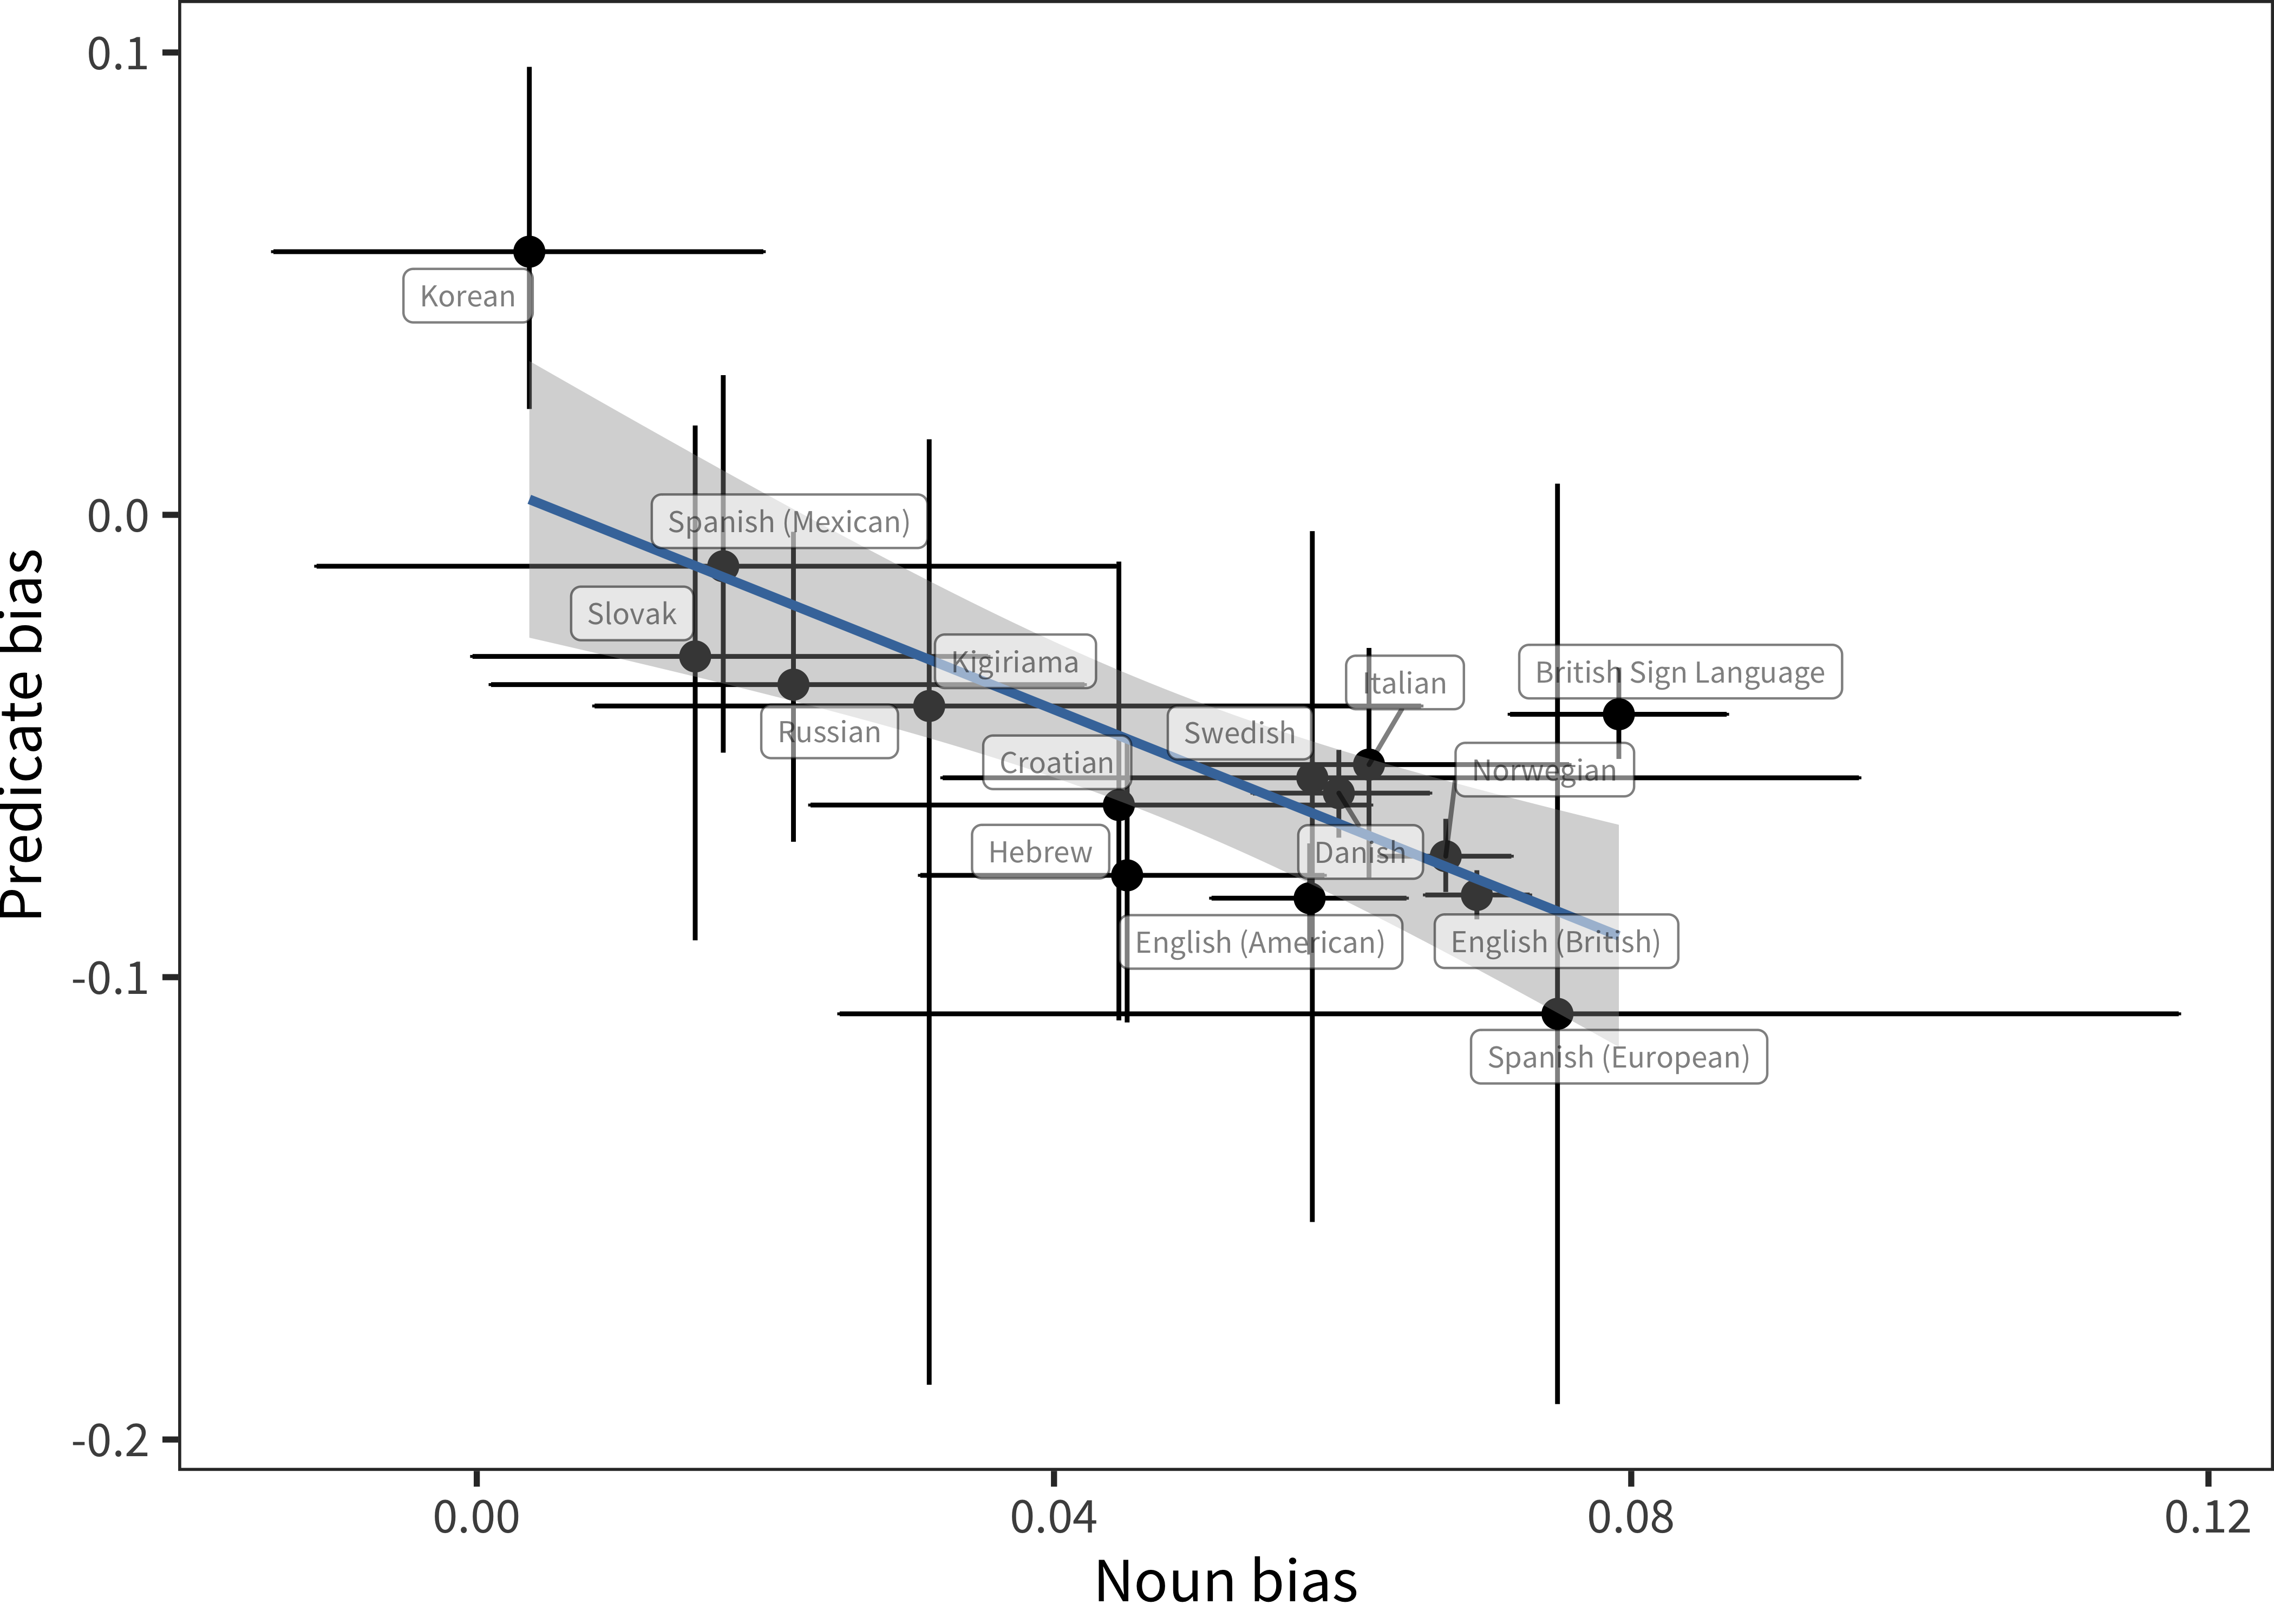 0.1
Korean
Spanish (Mexican)
0.0
Slovak
Kigiriama
British Sign Language
Italian
Russian
Swedish
Croatian
Norwegian
Hebrew
Danish
English (American)
English (British)
-0.1
Spanish (European)
-0.2
Predicate bias
0.00
0.04
0.08
0.12
Noun bias